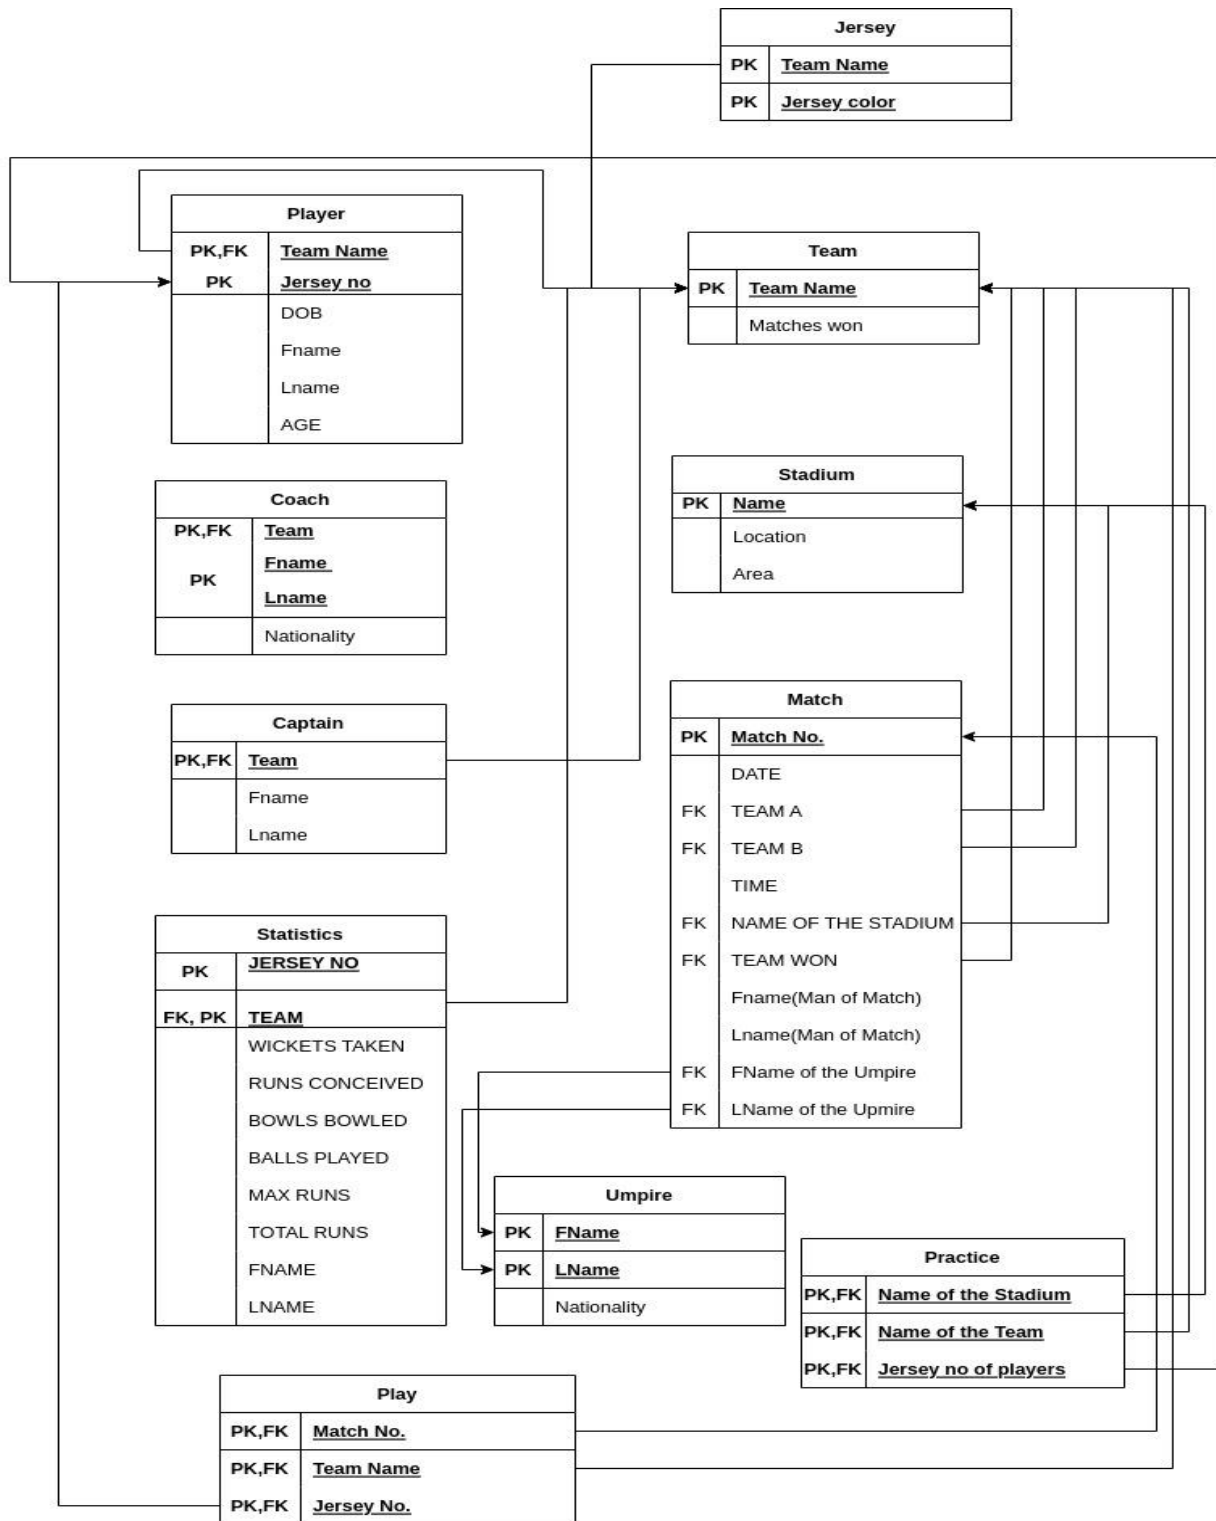 Jersey
PK Team Name
PK Jersey color
Player
PK,FK Team Name
PK Jersey no
DOB
Fname
Lname
AGE
Team
PK Team Name
Matches won
Coach
PK,FK Team
PK Fname
Lname
Nationality
Stadium
PK Name
Location
Area
Captain
PK,FK Team
Fname
Lname
Match
PK Match No.
DATE
FK TEAM A
FK TEAM B
TIME
FK NAME OF THE STADIUM
FK TEAM WON
Fname(Man of Match)
Lname(Man of Match)
FK FName of the Umpire
FK LName of the Upmire
Statistics
PK JERSEY NO
FK, PK TEAM
WICKETS TAKEN
RUNS CONCEIVED
BOWLS BOWLED
BALLS PLAYED
MAX RUNS
TOTAL RUNS
FNAME
LNAME
Umpire
PK FName
PK LName
Nationality
Practice
PK,FK Name of the Stadium
PK,FK Name of the Team
PK,FK Jersey no of players
Play
PK,FK Match No.
PK,FK Team Name
PK,FK Jersey No.